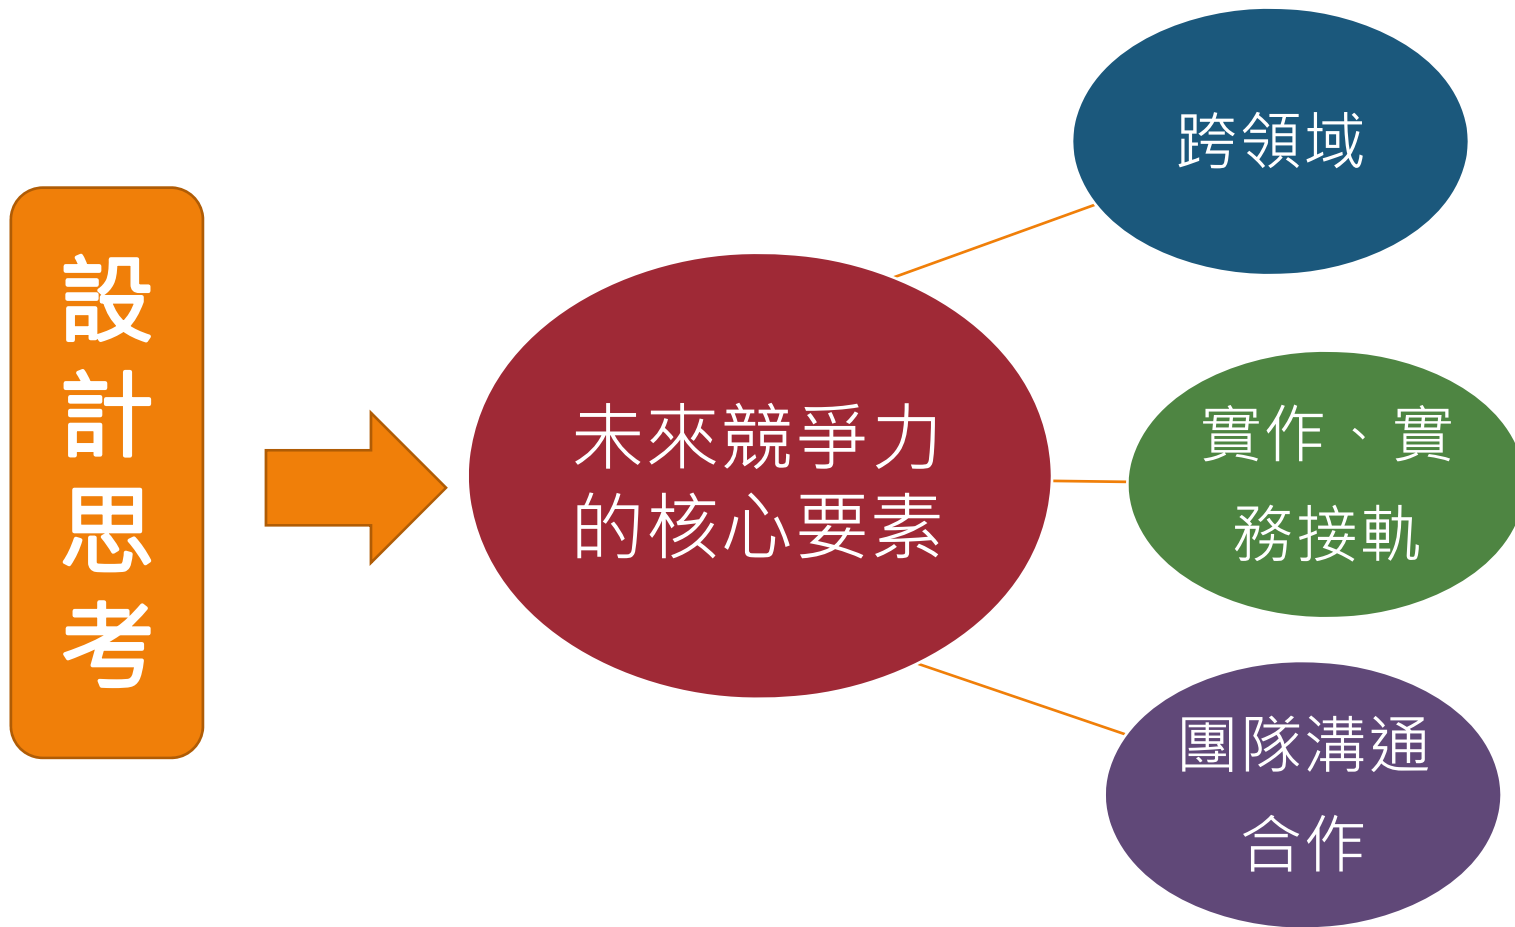 設計思考
未來競爭力
的核心要素
跨領域
實作、實
務接軌
團隊溝通
合作